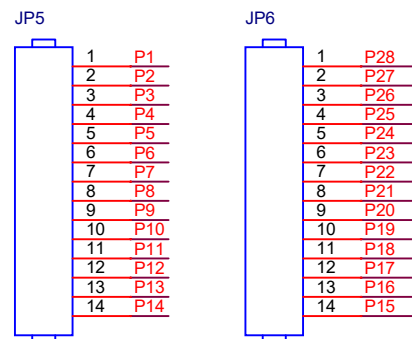 JP5
1 P1
2 P2
3 P3
4 P4
5 P5
6 P6
7 P7
8 P8
9 P9
10 P10
11 P11
12 P12
13 P13
14 P14
JP6
1 P28
2 P27
3 P26
4 P25
5 P24
6 P23
7 P22
8 P21
9 P20
10 P19
11 P18
12 P17
13 P16
14 P15